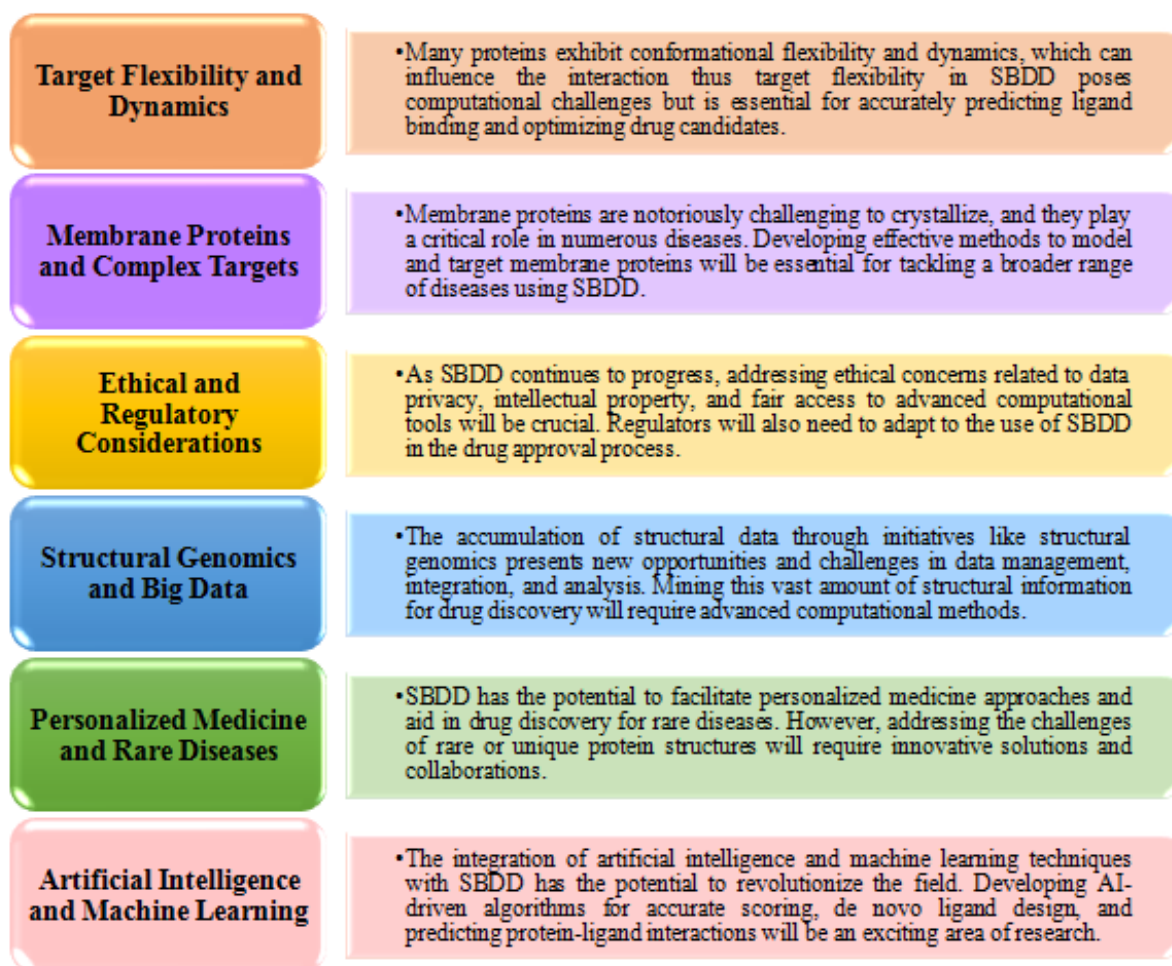 Target Flexibility and
Dynamics
•Many proteins exhibit conformational flexibility and dynamics, which can
influence the interaction thus target flexibility in SBDD poses
computational challenges but is essential for accurately predicting ligand
binding and optimizing drug candidates.
Membrane Proteins
and Complex Targets
•Membrane proteins are notoriously challenging to crystallize, and they play
a critical role in numerous diseases. Developing effective methods to model
and target membrane proteins will be essential for tackling a broader range
of diseases using SBDD.
Ethical and
Regulatory
Considerations
•As SBDD continues to progress, addressing ethical concerns related to data
privacy, intellectual property, and fair access to advanced computational
tools will be crucial. Regulators will also need to adapt to the use of SBDD
in the drug approval process.
Structural Genomics
and Big Data
•The accumulation of structural data through initiatives like structural
genomics presents new opportunities and challenges in data management,
integration, and analysis. Mining this vast amount of structural information
for drug discovery will require advanced computational methods.
Personalized Medicine
and Rare Diseases
•SBDD has the potential to facilitate personalized medicine approaches and
aid in drug discovery for rare diseases. However, addressing the challenges
of rare or unique protein structures will require innovative solutions and
collaborations.
Artificial Intelligence
and Machine Learning
•The integration of artificial intelligence and machine learning techniques
with SBDD has the potential to revolutionize the field. Developing AI-
driven algorithms for accurate scoring, de novo ligand design, and
predicting protein-ligand interactions will be an exciting area of research.